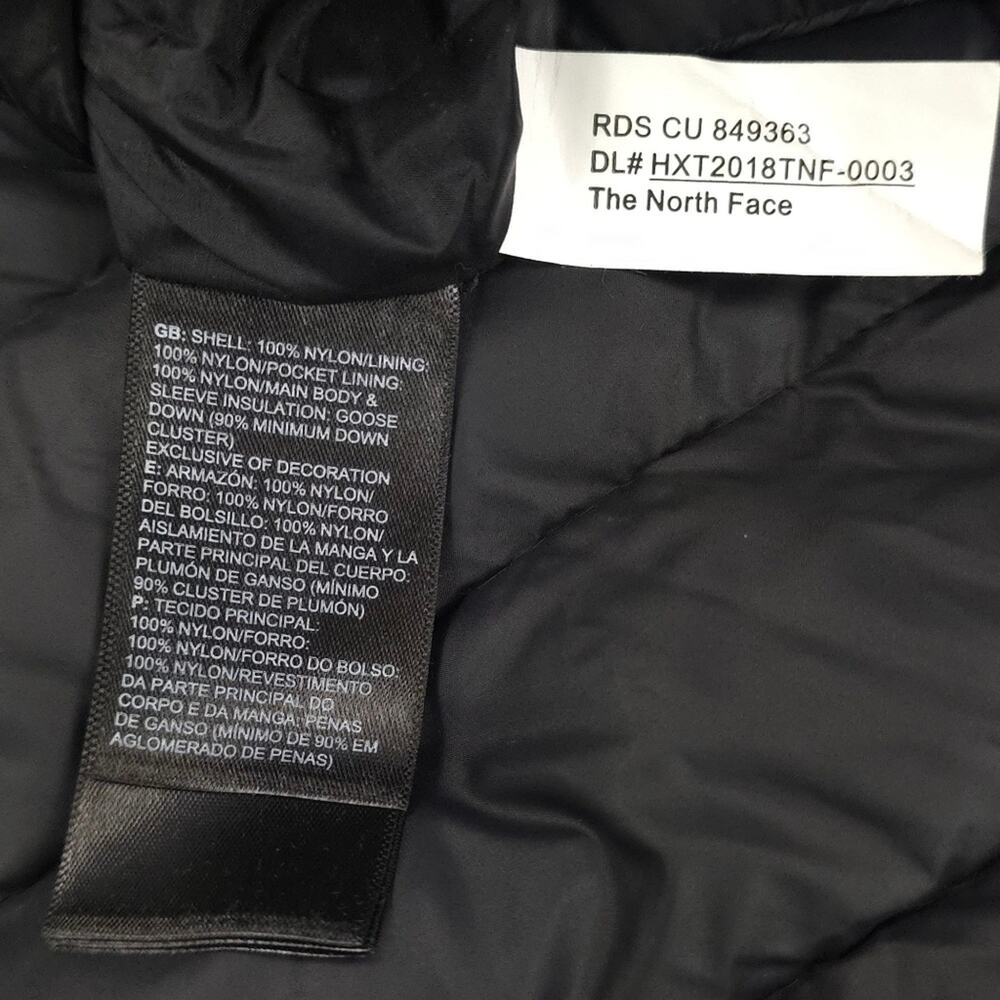 RDS CU 849363
DL# HXT2018TNF-0003
The North Face
GB: SHELL: 100% NYLON/LINING:
100% NYLON/POCKET LINING:
100% NYLON/MAIN BODY &
SLEEVE INSULATION: GOOSE
DOWN (90% MINIMUM DOWN
CLUSTER)
EXCLUSIVE OF DECORATION
E: ARMAZÓN: 100% NYLON/
FORRO: 100% NYLON/FORRO
DEL BOLSILLO: 100% NYLON/
AISLAMIENTO DE LA MANGA Y LA
PARTE PRINCIPAL DEL CUERPO:
PLUMÓN DE GANSO (MÍNIMO
90% CLUSTER DE PLUMÓN)
P: TECIDO PRINCIPAL:
100% NYLON/FORRO:
100% NYLON/FORRO DO BOLSO:
100% NYLON/REVESTIMENTO
DA PARTE PRINCIPAL DO
CORPO E DA MANGA: PENAS
DE GANSO (MÍNIMO DE 90% EM
AGLOMERADO DE PENAS)